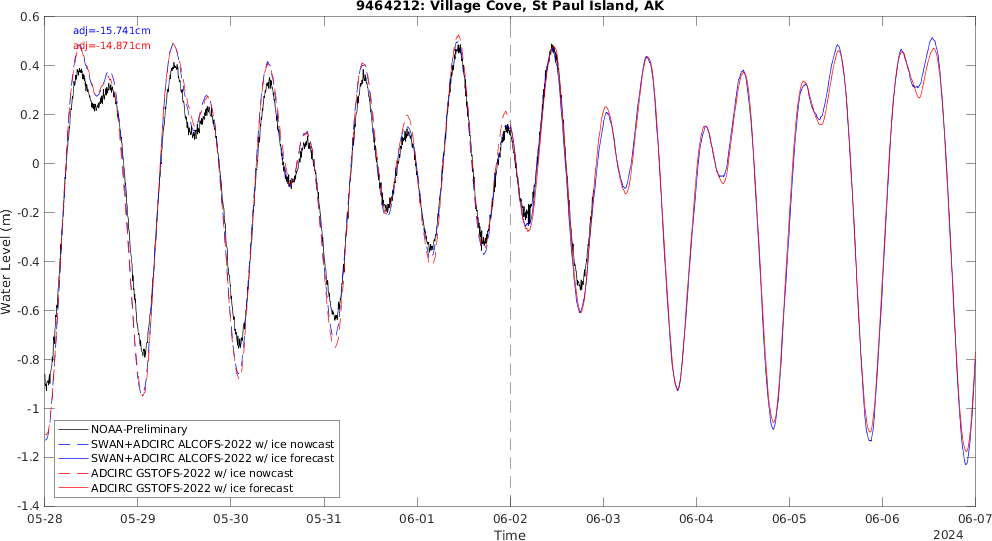 9464212: Village Cove, St Paul Island, AK
adj=-15.741cm
adj=-14.871cm
0.6
0.4
0.2
0
-0.2
-0.4
-0.6
-0.8
-1
-1.2
-1.4
Water Level (m)
NOAA-Preliminary
SWAN+ADCIRC ALCOFS-2022 w/ ice nowcast
SWAN+ADCIRC ALCOFS-2022 w/ ice forecast
ADCIRC GSTOFS-2022 w/ ice nowcast
ADCIRC GSTOFS-2022 w/ ice forecast
05-28 05-29 05-30 05-31 06-01 06-02 06-03 06-04 06-05 06-06 06-07
Time
2024